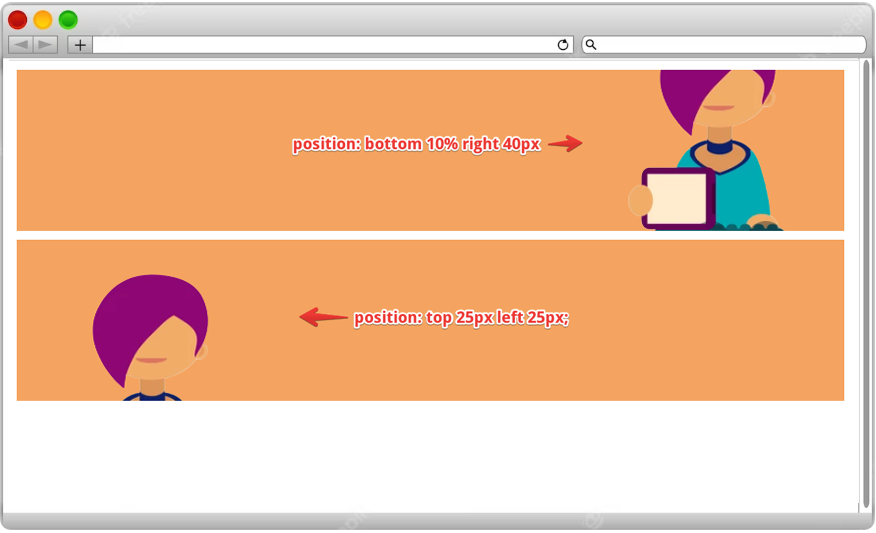 position: bottom 10% right 40px
position: top 25px left 25px;